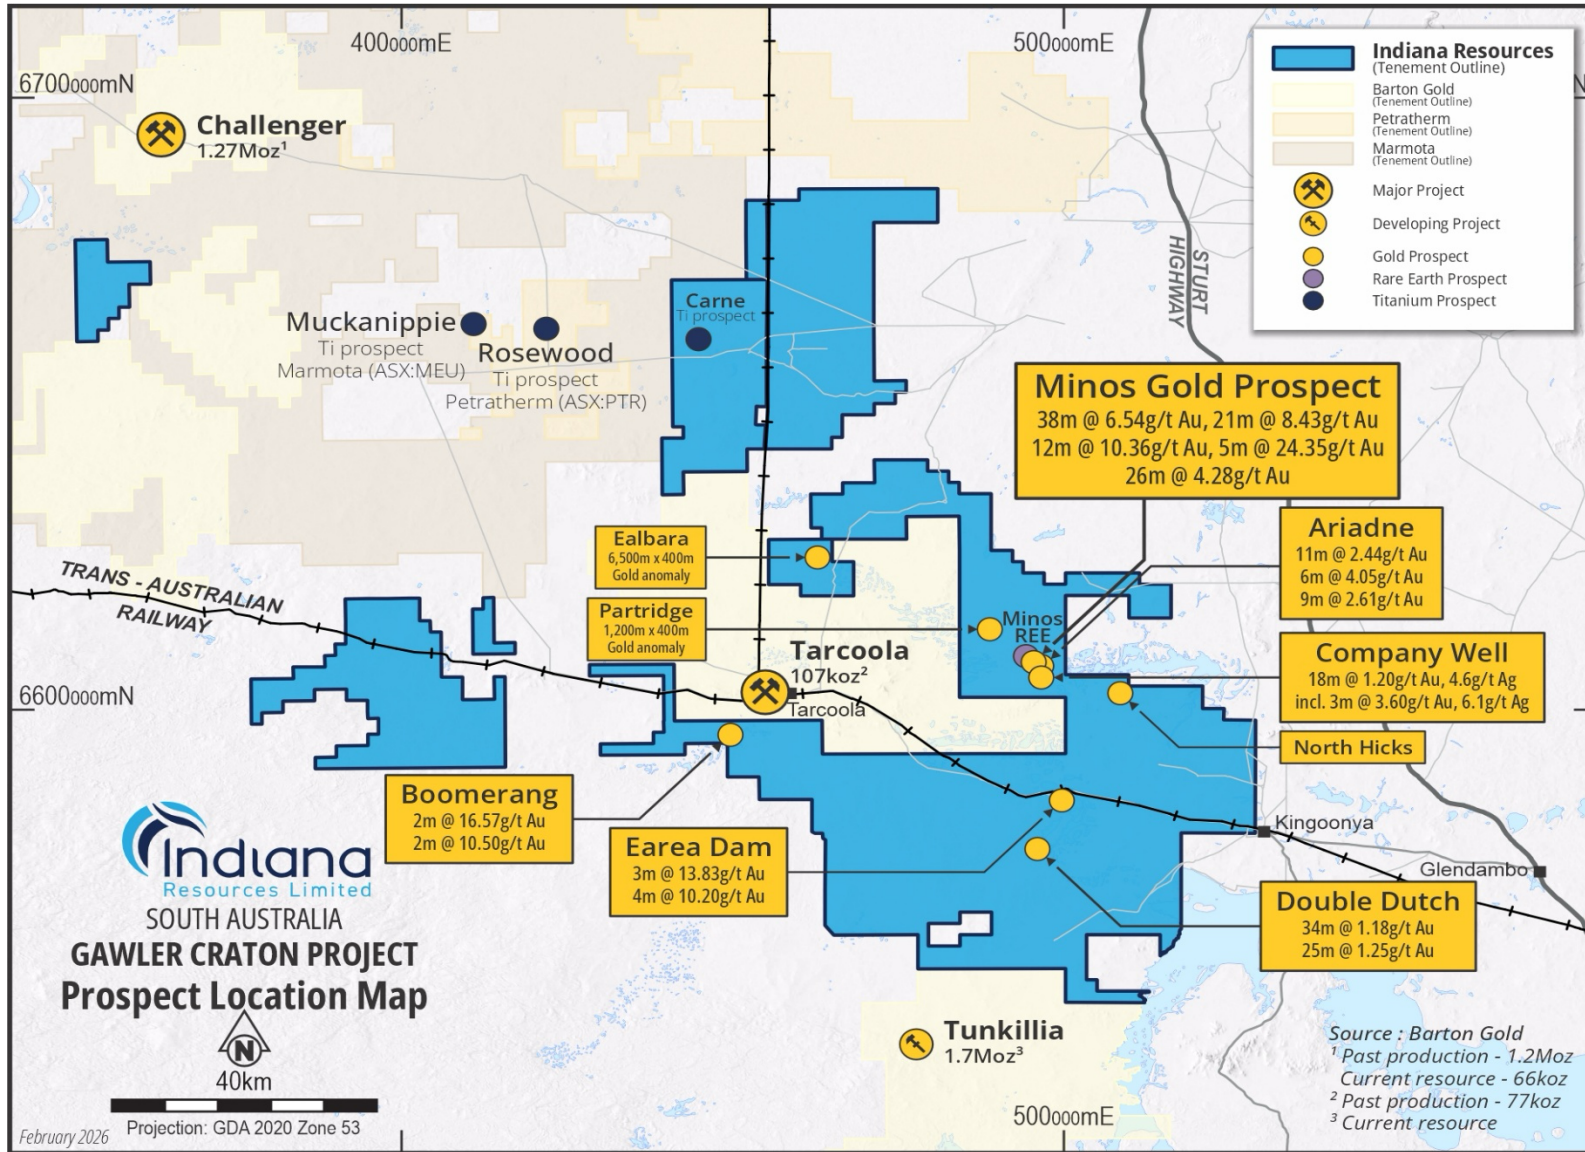 400000mE
500000mE
6700000mN
N
Challenger
1.27Moz¹
Indiana Resources
(Tenement Outline)
Barton Gold
(Tenement Outline)
Petratherm
(Tenement Outline)
Marmota
(Tenement Outline)
Major Project
Developing Project
Gold Prospect
Rare Earth Prospect
Titanium Prospect
STURT
HIGHWAY
Carne
Ti prospect
Muckanippie
Ti prospect
Marmota (ASX:MEU)
Rosewood
Ti prospect
Petratherm (ASX:PTR)
Minos Gold Prospect
38m @ 6.54g/t Au, 21m @ 8.43g/t Au
12m @ 10.36g/t Au, 5m @ 24.35g/t Au
26m @ 4.28g/t Au
Ealbara
6,500m x 400m
Gold anomaly
Ariadne
11m @ 2.44g/t Au
6m @ 4.05g/t Au
9m @ 2.61g/t Au
TRANS - AUSTRALIAN
RAILWAY
Partridge
1,200m x 400m
Gold anomaly
Minos
REE
Tarcoola
107koz²
Tarcoola
Company Well
18m @ 1.20g/t Au, 4.6g/t Ag
incl. 3m @ 3.60g/t Au, 6.1g/t Ag
6600000mN
North Hicks
Boomerang
2m @ 16.57g/t Au
2m @ 10.50g/t Au
Earea Dam
3m @ 13.83g/t Au
4m @ 10.20g/t Au
Kingoonya
Glendambo
Double Dutch
34m @ 1.18g/t Au
25m @ 1.25g/t Au
Indiana
Resources Limited
SOUTH AUSTRALIA
GAWLER CRATON PROJECT
Prospect Location Map
N
40km
Projection: GDA 2020 Zone 53
February 2026
Tunkillia
1.7Moz³
500000mE
Source : Barton Gold
¹ Past production - 1.2Moz
Current resource - 66koz
² Past production - 77koz
³ Current resource